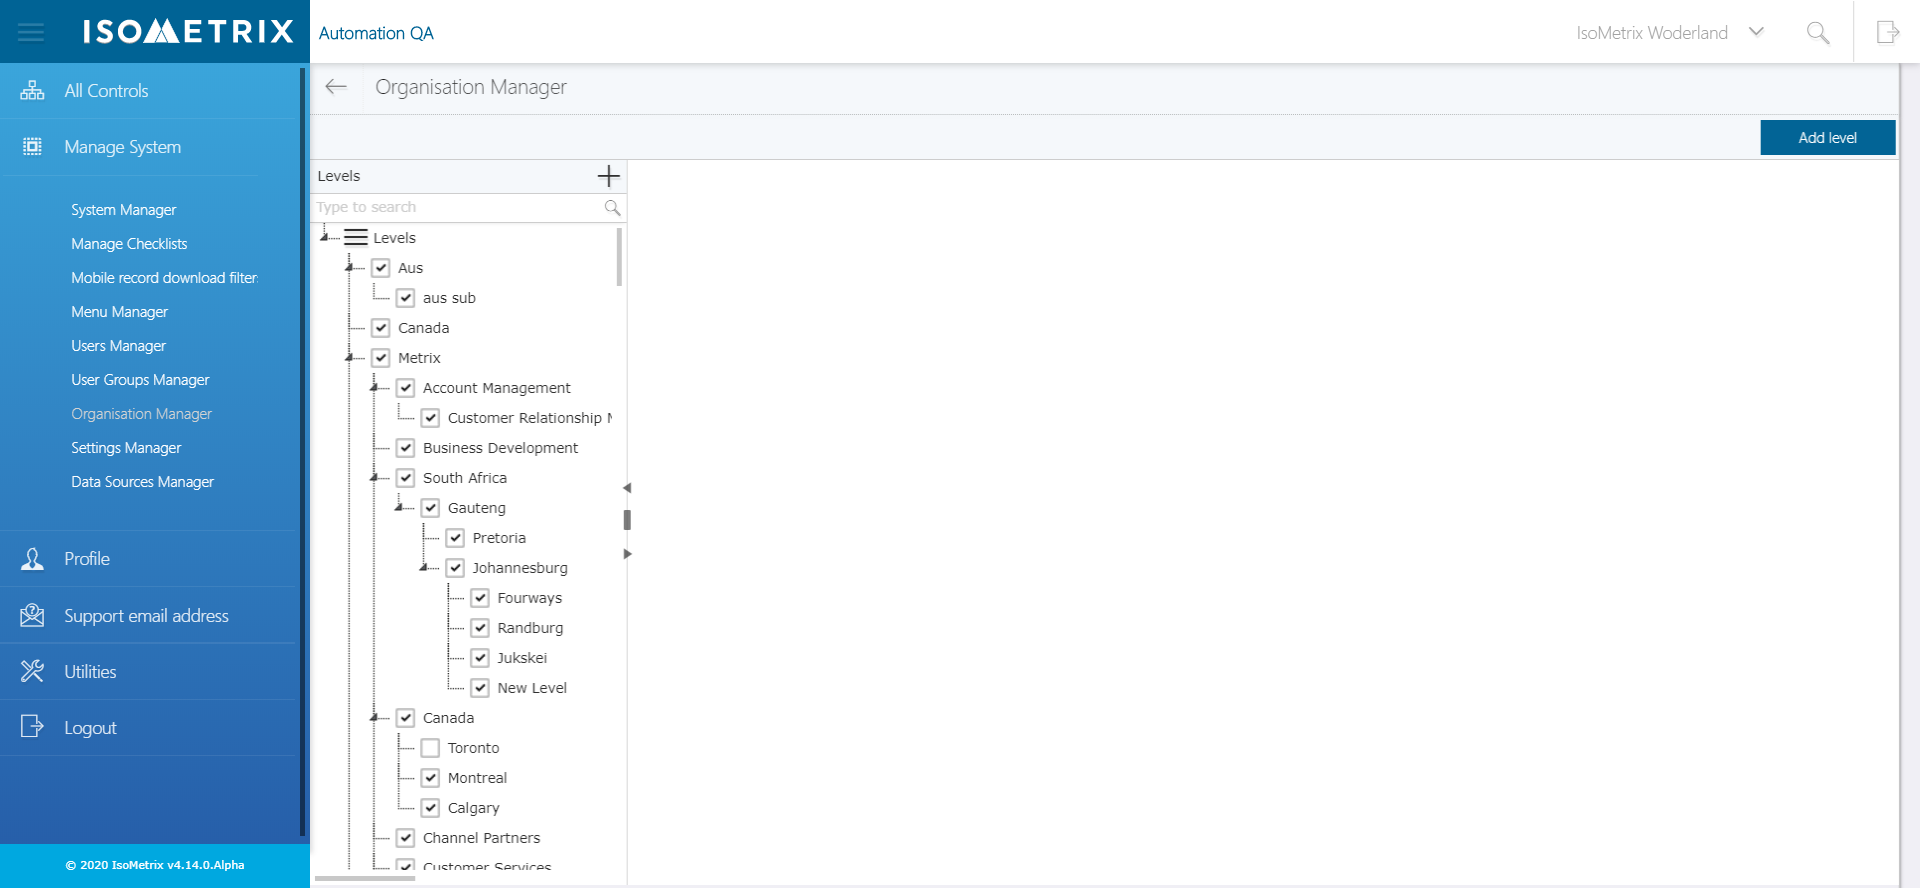 ISOMETRIX
Automation QA
IsoMetrix Woderland
All Controls
Manage System
System Manager
Manage Checklists
Mobile record download filter
Menu Manager
Users Manager
User Groups Manager
Organisation Manager
Settings Manager
Data Sources Manager
Profile
Support email address
Utilities
Logout
© 2020 IsoMetrix v4.14.0.Alpha
Organisation Manager
Add level
Levels
Type to search
Levels
Aus
aus sub
Canada
Metrix
Account Management
Customer Relationship
Business Development
South Africa
Gauteng
Pretoria
Johannesburg
Fourways
Randburg
Jukskei
New Level
Canada
Toronto
Montreal
Calgary
Channel Partners
Customer Services